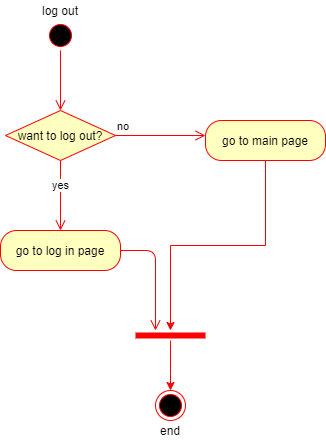 log out
want to log out?
no
go to main page
yes
go to log in page
end